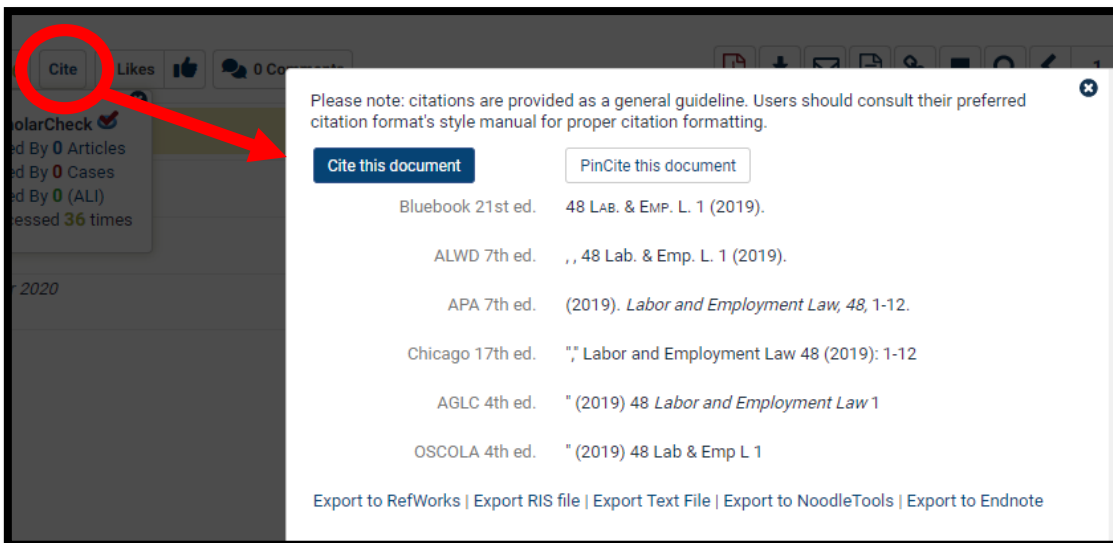 Cite
Likes
0 Comments
olarCheck
ed By 0 Articles
ed By 0 Cases
ed By 0 (ALI)
essed 36 times
r 2020
1
Please note: citations are provided as a general guideline. Users should consult their preferred
citation format's style manual for proper citation formatting.
Cite this document
PinCite this document
Bluebook 21st ed. 48 LAB. & EMP. L. 1 (2019).
ALWD 7th ed. , , 48 Lab. & Emp. L. 1 (2019).
APA 7th ed. (2019). Labor and Employment Law, 48, 1-12.
Chicago 17th ed. "," Labor and Employment Law 48 (2019): 1-12
AGLC 4th ed. '' (2019) 48 Labor and Employment Law 1
OSCOLA 4th ed. '' (2019) 48 Lab & Emp L 1
Export to RefWorks | Export RIS file | Export Text File | Export to NoodleTools | Export to Endnote